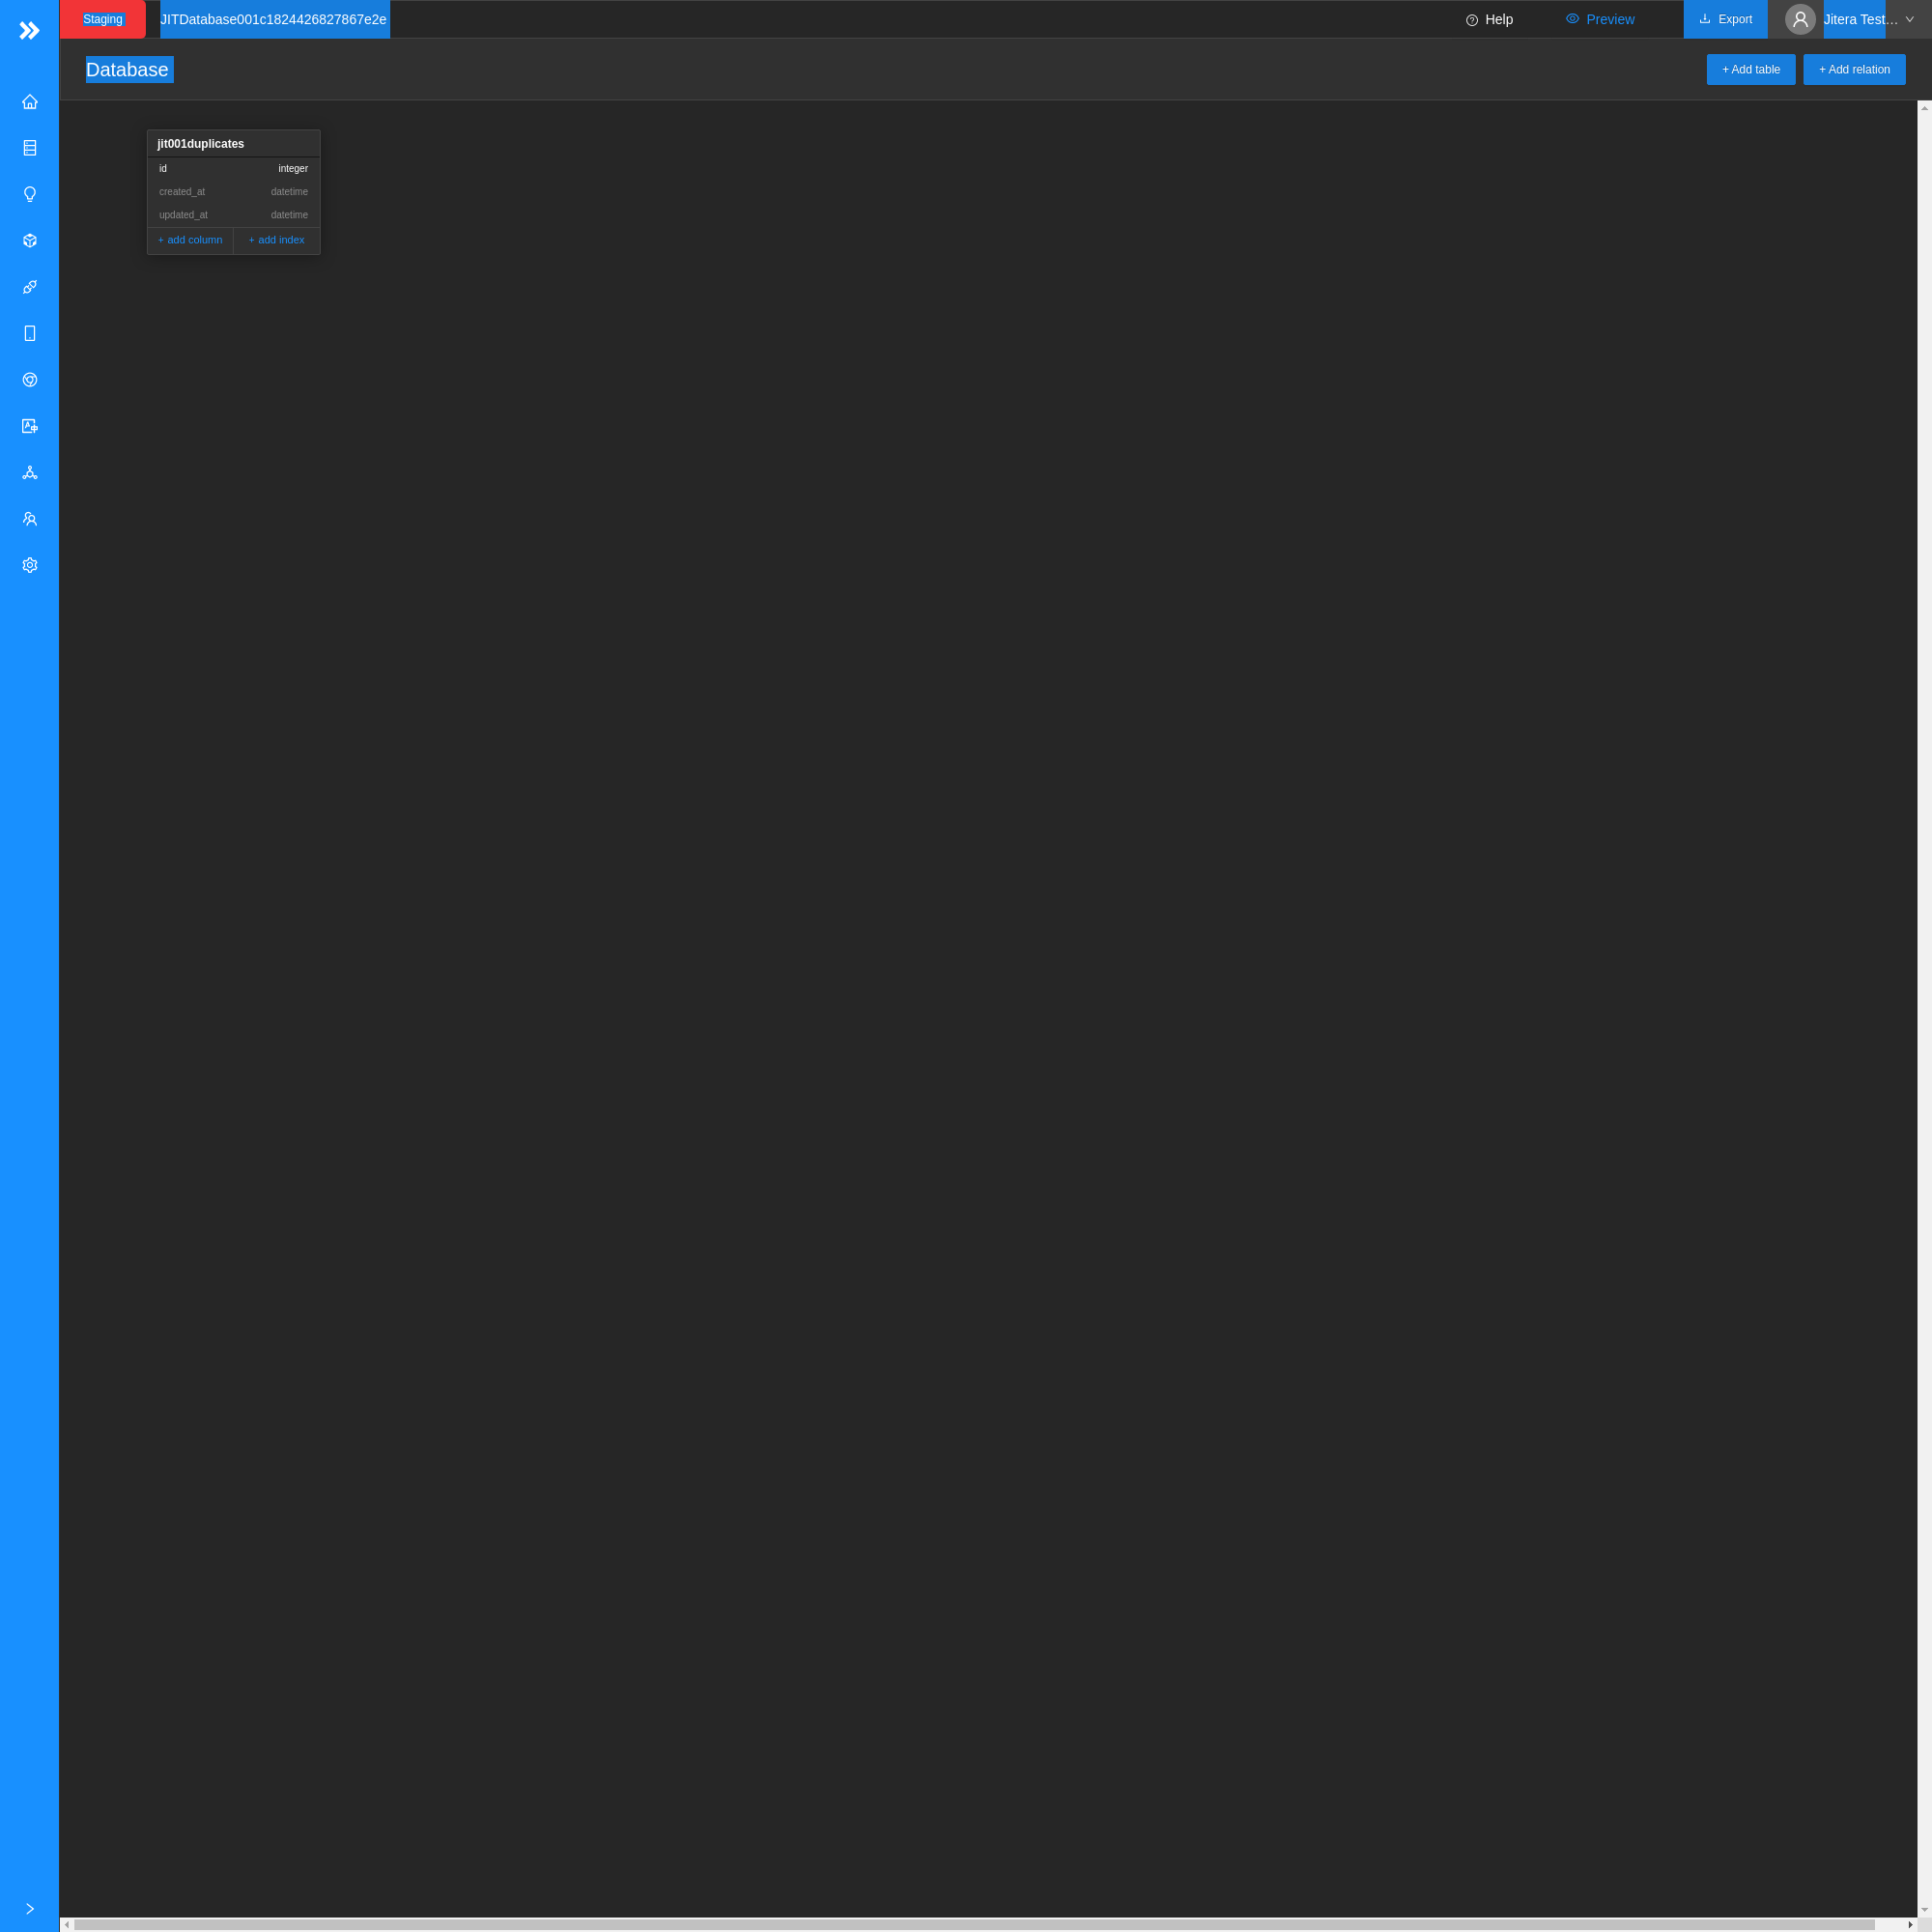 Staging
JITDatabase001c1824426827867e2e
Help
Preview
Export
Jitera Test...
Database
+ Add table
+ Add relation
jit001duplicates
id integer
created_at datetime
updated_at datetime
+ add column
+ add index